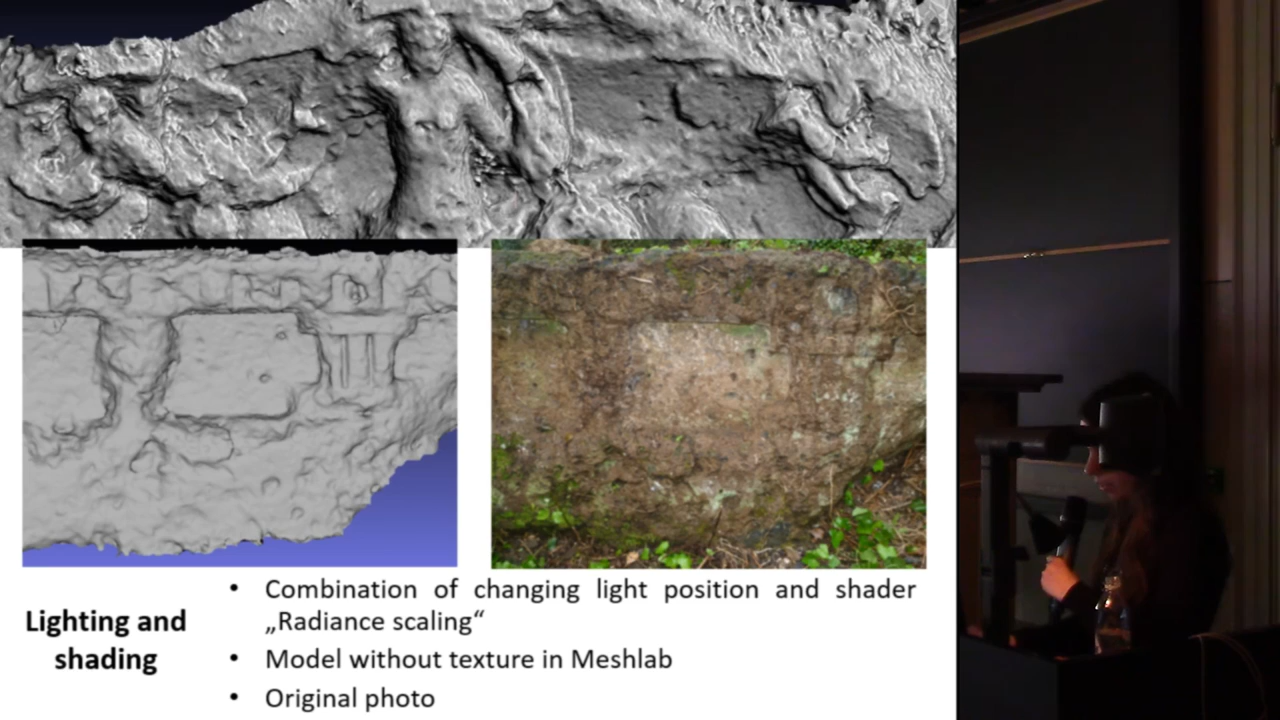 Lighting and
shading
• Combination of changing light position and shader
„Radiance scaling“
• Model without texture in Meshlab
• Original photo